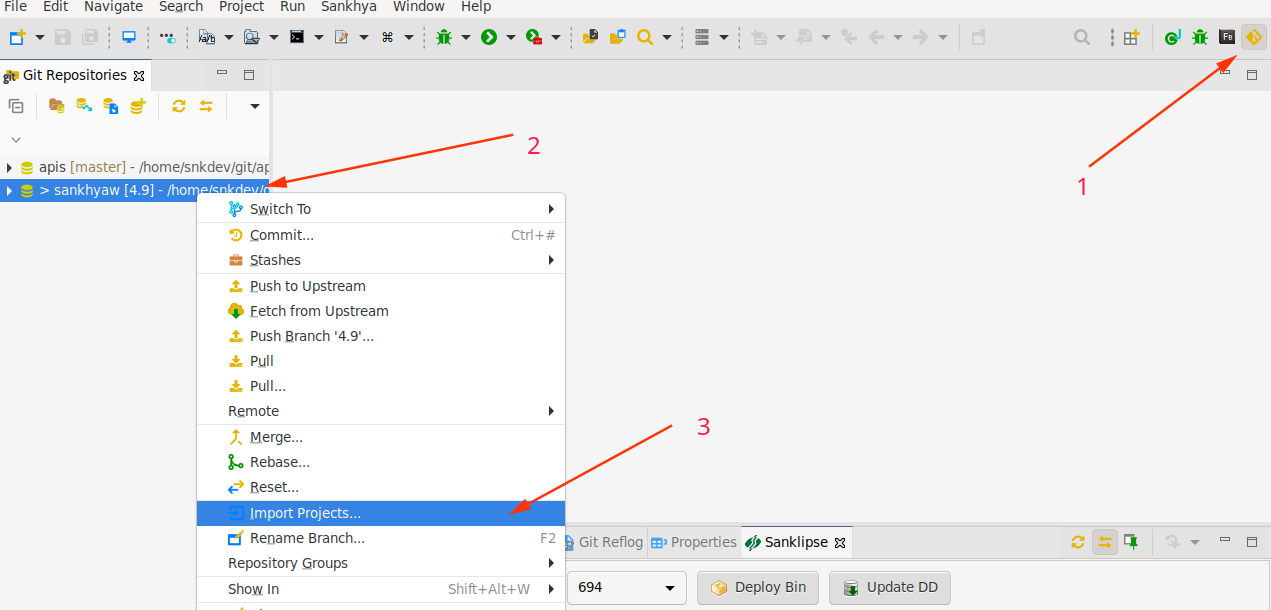 File Edit Navigate Search Project Run Sankhya Window Help
1
git Git Repositories
2
apis [master] - /home/snkdev/git/ap
> sankhyaw [4.9] - /home/snkdev/g
Switch To
Commit... Ctrl+#
Stashes
Push to Upstream
Fetch from Upstream
Push Branch '4.9'...
Pull
Pull...
Remote
3
Merge...
Rebase...
Reset...
Import Projects...
Rename Branch... F2
Repository Groups
Show In Shift+Alt+W
Git Reflog Properties Sanklipse
694 Deploy Bin Update DD